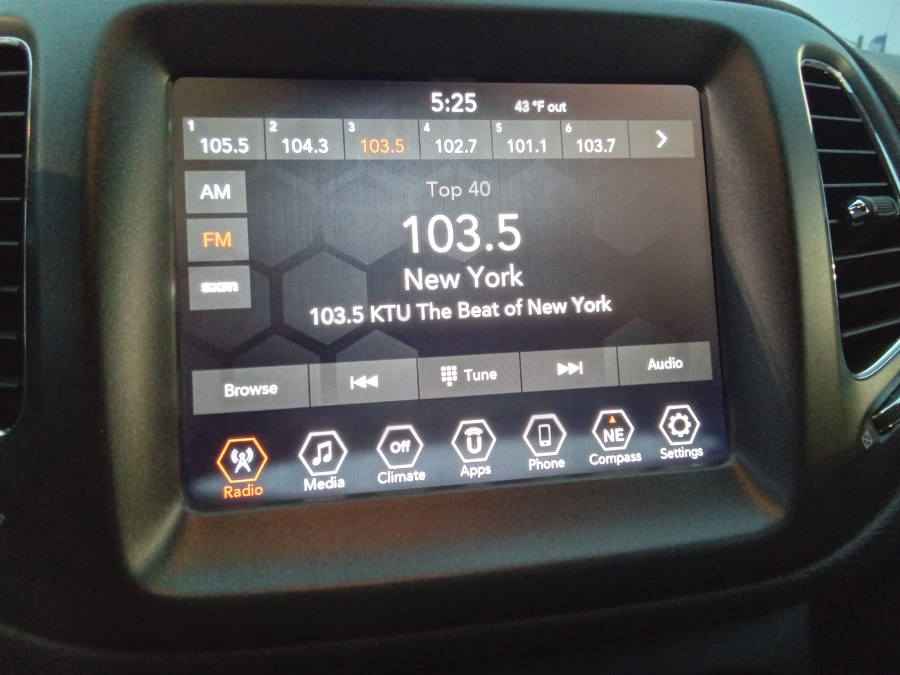 5:25 43 °F out
1 2 3 4 5 6
105.5 104.3 103.5 102.7 101.1 103.7
AM
FM
sxm
Top 40
103.5
New York
103.5 KTU The Beat of New York
Browse Tune Audio
Off NE
Radio Media Climate Apps Phone Compass Settings